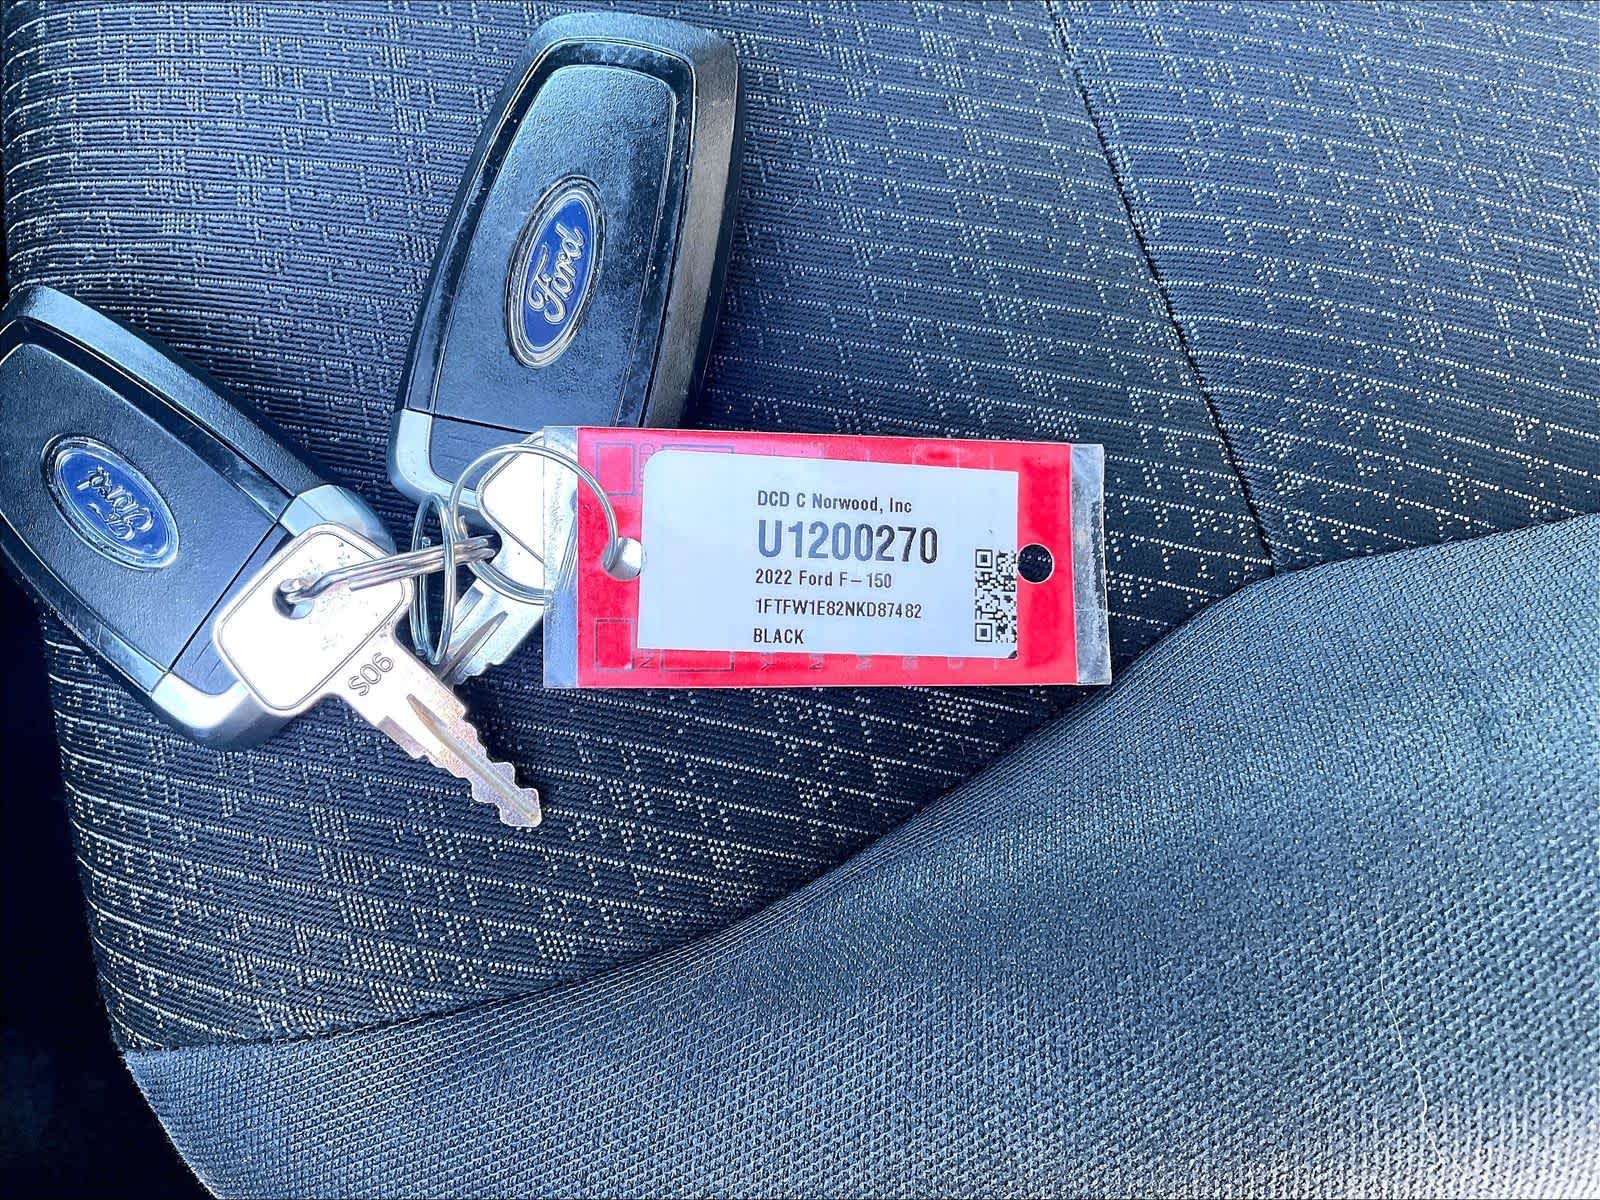 Ford
Ford
S06
DCD C Norwood, Inc
U1200270
2022 Ford F-150
1FTFW1E82NKD87482
BLACK